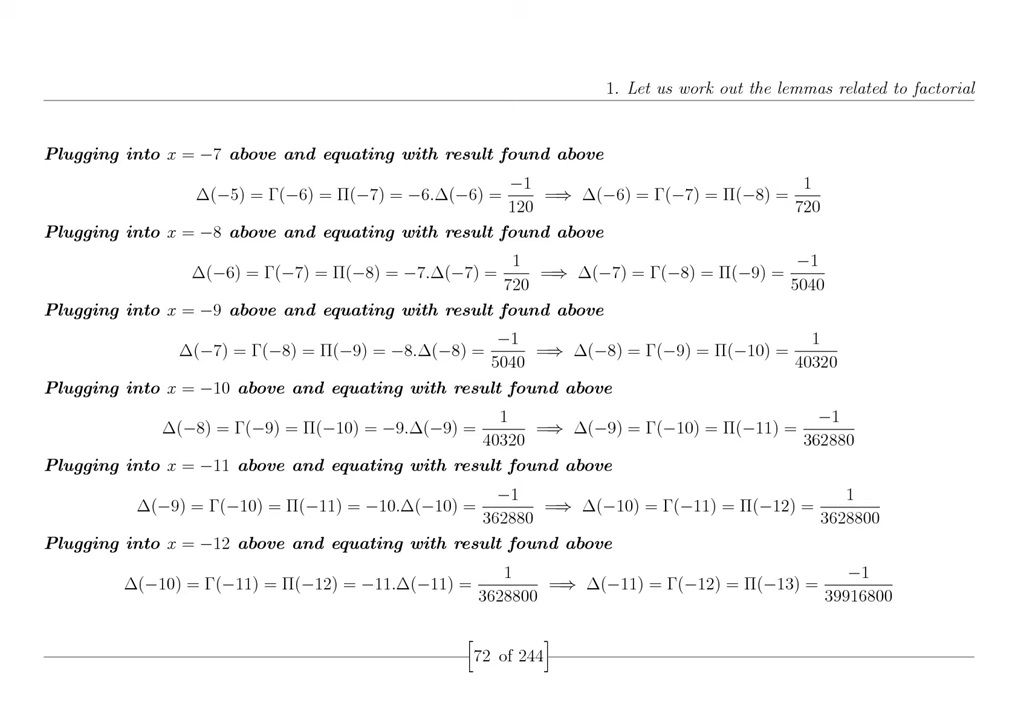 1. Let us work out the lemmas related to factorial
Plugging into x = −7 above and equating with result found above
Δ(−5) = Γ(−6) = Π(−7) = −6.Δ(−6) = −1/120 ⟹ Δ(−6) = Γ(−7) = Π(−8) = 1/720
Plugging into x = −8 above and equating with result found above
Δ(−6) = Γ(−7) = Π(−8) = −7.Δ(−7) = 1/720 ⟹ Δ(−7) = Γ(−8) = Π(−9) = −1/5040
Plugging into x = −9 above and equating with result found above
Δ(−7) = Γ(−8) = Π(−9) = −8.Δ(−8) = −1/5040 ⟹ Δ(−8) = Γ(−9) = Π(−10) = 1/40320
Plugging into x = −10 above and equating with result found above
Δ(−8) = Γ(−9) = Π(−10) = −9.Δ(−9) = 1/40320 ⟹ Δ(−9) = Γ(−10) = Π(−11) = −1/362880
Plugging into x = −11 above and equating with result found above
Δ(−9) = Γ(−10) = Π(−11) = −10.Δ(−10) = −1/362880 ⟹ Δ(−10) = Γ(−11) = Π(−12) = 1/3628800
Plugging into x = −12 above and equating with result found above
Δ(−10) = Γ(−11) = Π(−12) = −11.Δ(−11) = 1/3628800 ⟹ Δ(−11) = Γ(−12) = Π(−13) = −1/39916800
[72 of 244]